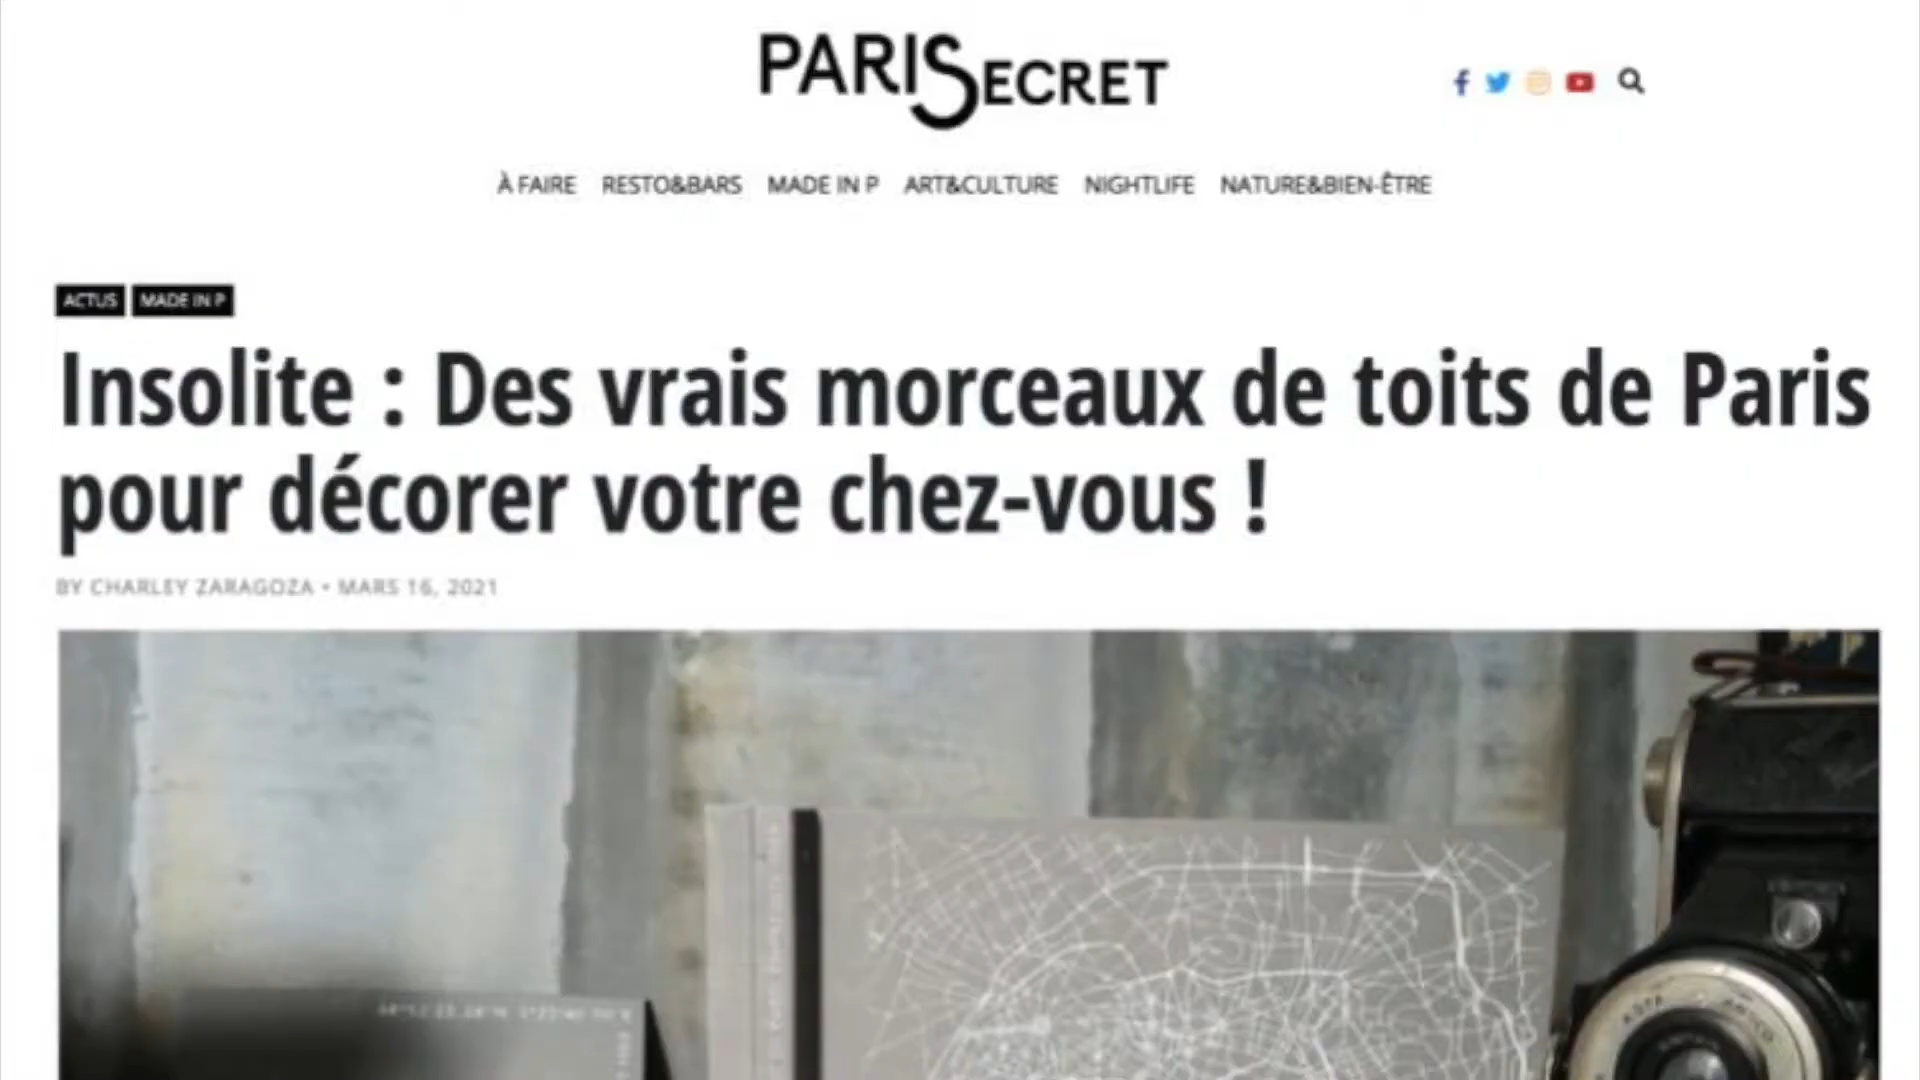 PARISECRET
À FAIRE RESTO&BARS MADE IN P ART&CULTURE NIGHTLIFE NATURE&BIEN-ÊTRE
ACTUS MADE IN P
Insolite : Des vrais morceaux de toits de Paris
pour décorer votre chez-vous !
BY CHARLEY ZARAGOZA • MARS 16, 2021